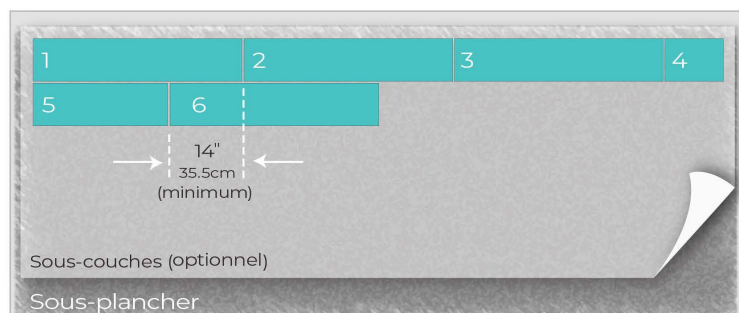 1 2 3 4
5 6
14"
35.5cm
(minimum)
Sous-couches (optionnel)
Sous-plancher